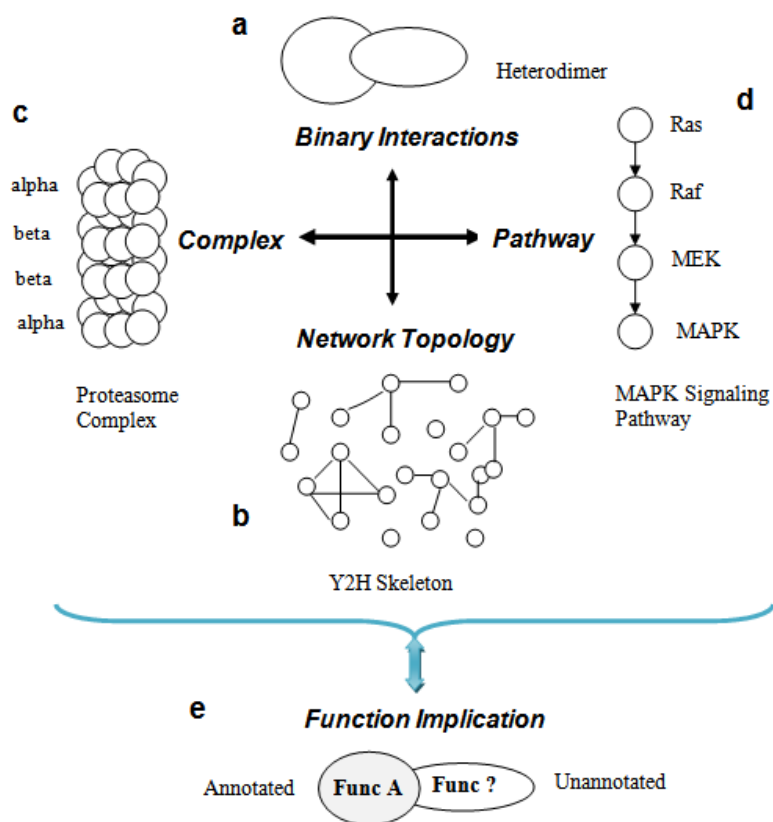 a
Heterodimer
Binary Interactions
c
alpha
beta
beta
alpha
Complex
Proteasome
Complex
Pathway
d
Ras
Raf
MEK
MAPK
MAPK Signaling
Pathway
Network Topology
b
Y2H Skeleton
e
Function Implication
Annotated
Func A
Func ?
Unannotated